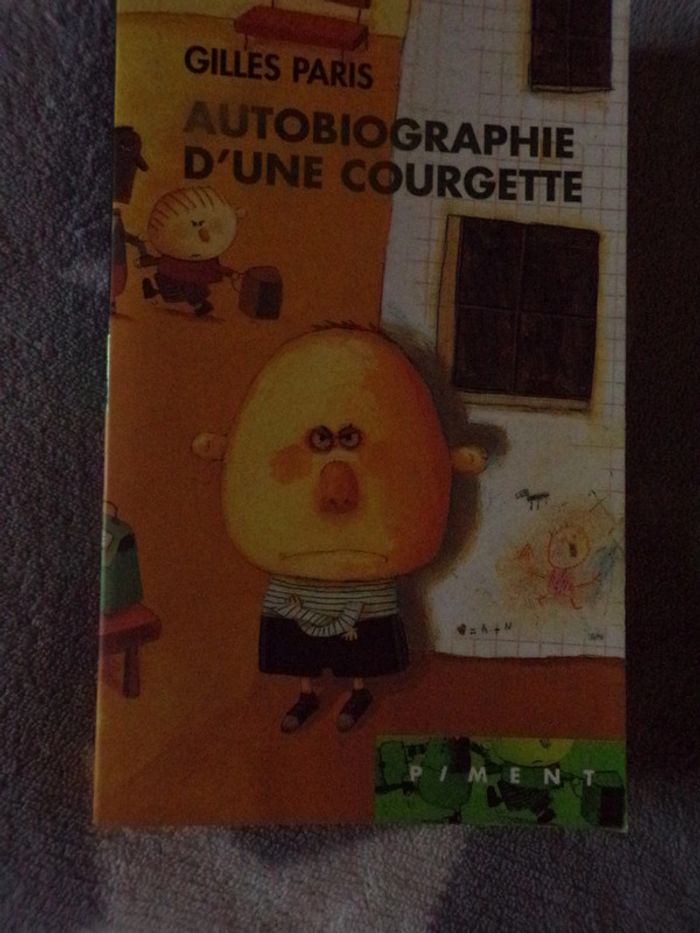 GILLES PARIS
AUTOBIOGRAPHIE
D'UNE COURGETTE
PIMENT